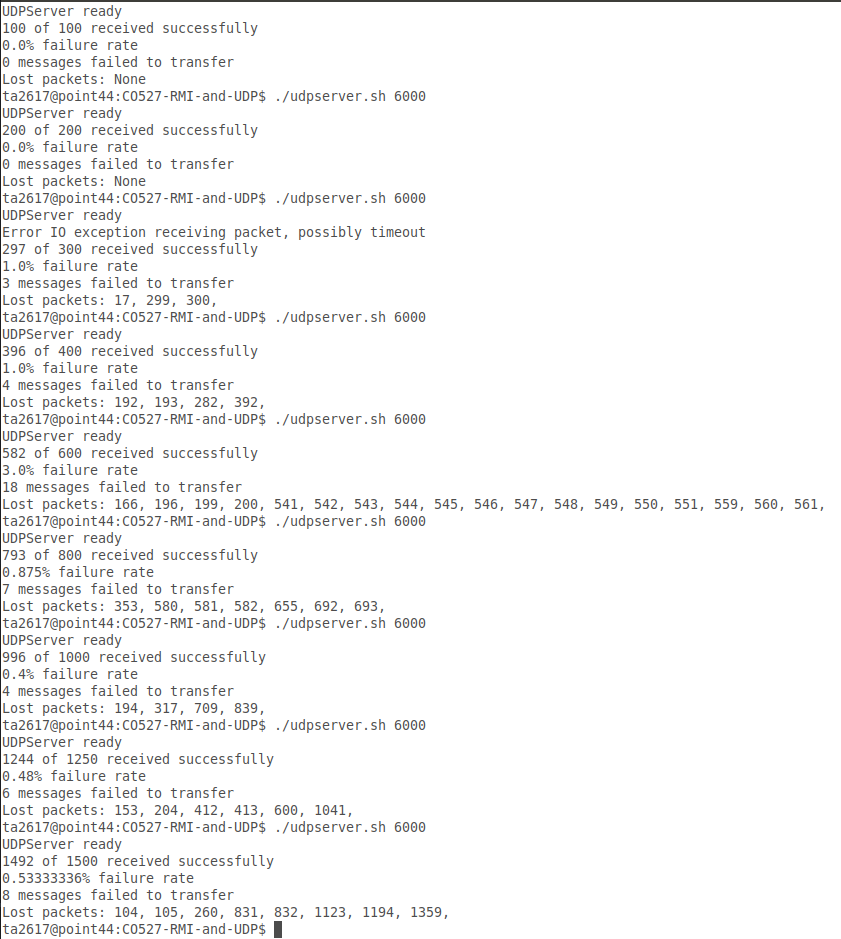 UDPServer ready
100 of 100 received successfully
0.0% failure rate
0 messages failed to transfer
Lost packets: None
ta2617@point44:CO527-RMI-and-UDP$ ./udpserver.sh 6000
UDPServer ready
200 of 200 received successfully
0.0% failure rate
0 messages failed to transfer
Lost packets: None
ta2617@point44:CO527-RMI-and-UDP$ ./udpserver.sh 6000
UDPServer ready
Error IO exception receiving packet, possibly timeout
297 of 300 received successfully
1.0% failure rate
3 messages failed to transfer
Lost packets: 17, 299, 300,
ta2617@point44:CO527-RMI-and-UDP$ ./udpserver.sh 6000
UDPServer ready
396 of 400 received successfully
1.0% failure rate
4 messages failed to transfer
Lost packets: 192, 193, 282, 392,
ta2617@point44:CO527-RMI-and-UDP$ ./udpserver.sh 6000
UDPServer ready
582 of 600 received successfully
3.0% failure rate
18 messages failed to transfer
Lost packets: 166, 196, 199, 200, 541, 542, 543, 544, 545, 546, 547, 548, 549, 550, 551, 559, 560, 561,
ta2617@point44:CO527-RMI-and-UDP$ ./udpserver.sh 6000
UDPServer ready
793 of 800 received successfully
0.875% failure rate
7 messages failed to transfer
Lost packets: 353, 580, 581, 582, 655, 692, 693,
ta2617@point44:CO527-RMI-and-UDP$ ./udpserver.sh 6000
UDPServer ready
996 of 1000 received successfully
0.4% failure rate
4 messages failed to transfer
Lost packets: 194, 317, 709, 839,
ta2617@point44:CO527-RMI-and-UDP$ ./udpserver.sh 6000
UDPServer ready
1244 of 1250 received successfully
0.48% failure rate
6 messages failed to transfer
Lost packets: 153, 204, 412, 413, 600, 1041,
ta2617@point44:CO527-RMI-and-UDP$ ./udpserver.sh 6000
UDPServer ready
1492 of 1500 received successfully
0.53333336% failure rate
8 messages failed to transfer
Lost packets: 104, 105, 260, 831, 832, 1123, 1194, 1359,
ta2617@point44:CO527-RMI-and-UDP$